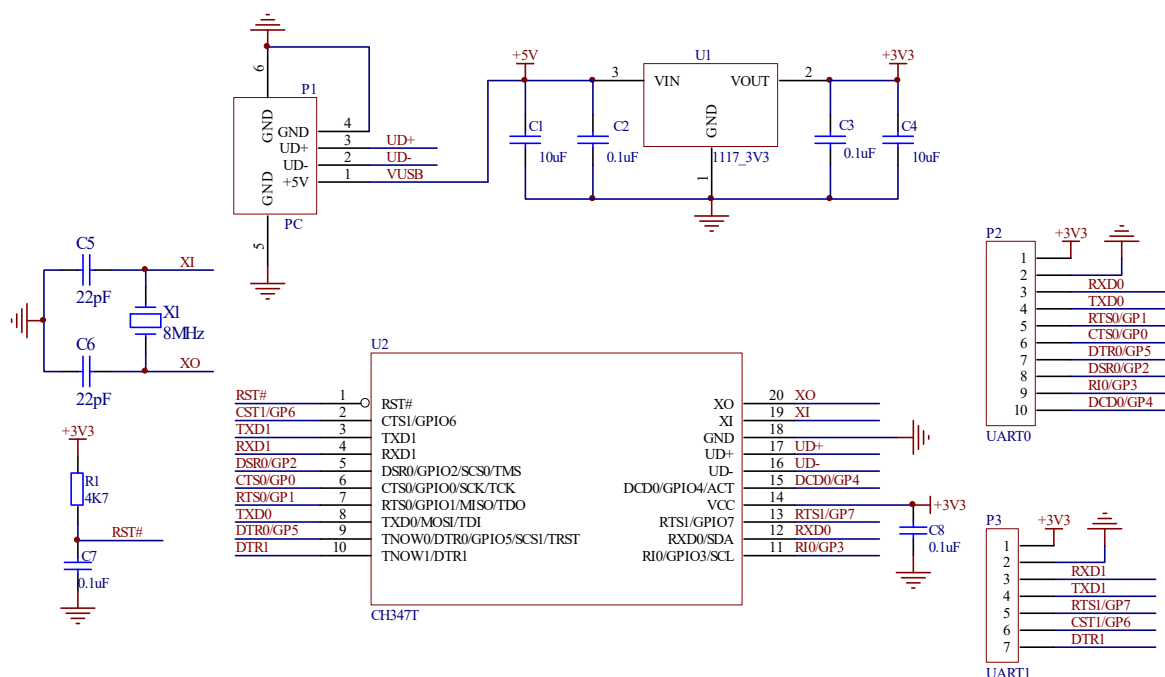 6
P1
GND
GND
4
UD+
3
UD+
UD-
2
UD-
+5V
1
VUSB
GND
PC
5
+5V
U1
3
VIN
VOUT
2
+3V3
GND
1117_3V3
1
C1
10uF
C2
0.1uF
C3
0.1uF
C4
10uF
C5
22pF
XI
X1
8MHz
C6
22pF
XO
+3V3
R1
4K7
RST#
C7
0.1uF
U2
RST# 1 RST#
CST1/GP6 2 CTS1/GPIO6
TXD1 3 TXD1
RXD1 4 RXD1
DSR0/GP2 5 DSR0/GPIO2/SCS0/TMS
CTS0/GP0 6 CTS0/GPIO0/SCK/TCK
RTS0/GP1 7 RTS0/GPIO1/MISO/TDO
TXD0 8 TXD0/MOSI/TDI
DTR0/GP5 9 TNOW0/DTR0/GPIO5/SCS1/TRST
DTR1 10 TNOW1/DTR1
XO 20 XO
XI 19 XI
GND 18
UD+ 17 UD+
UD- 16 UD-
DCD0/GPIO4/ACT 15 DCD0/GP4
VCC 14 +3V3
RTS1/GPIO7 13 RTS1/GP7
RXD0/SDA 12 RXD0
RI0/GPIO3/SCL 11 RI0/GP3
CH347T
C8
0.1uF
P2
+3V3
1
2
3 RXD0
4 TXD0
5 RTS0/GP1
6 CTS0/GP0
7 DTR0/GP5
8 DSR0/GP2
9 RI0/GP3
10 DCD0/GP4
UART0
P3
+3V3
1
2
3 RXD1
4 TXD1
5 RTS1/GP7
6 CST1/GP6
7 DTR1
UART1